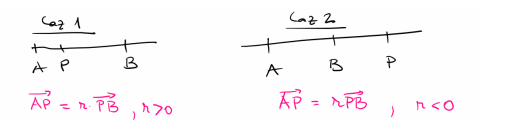 Caz 1
A P B
AP⃗ = r · PB⃗ , r > 0
Caz 2
A B P
AP⃗ = r PB⃗ , r < 0